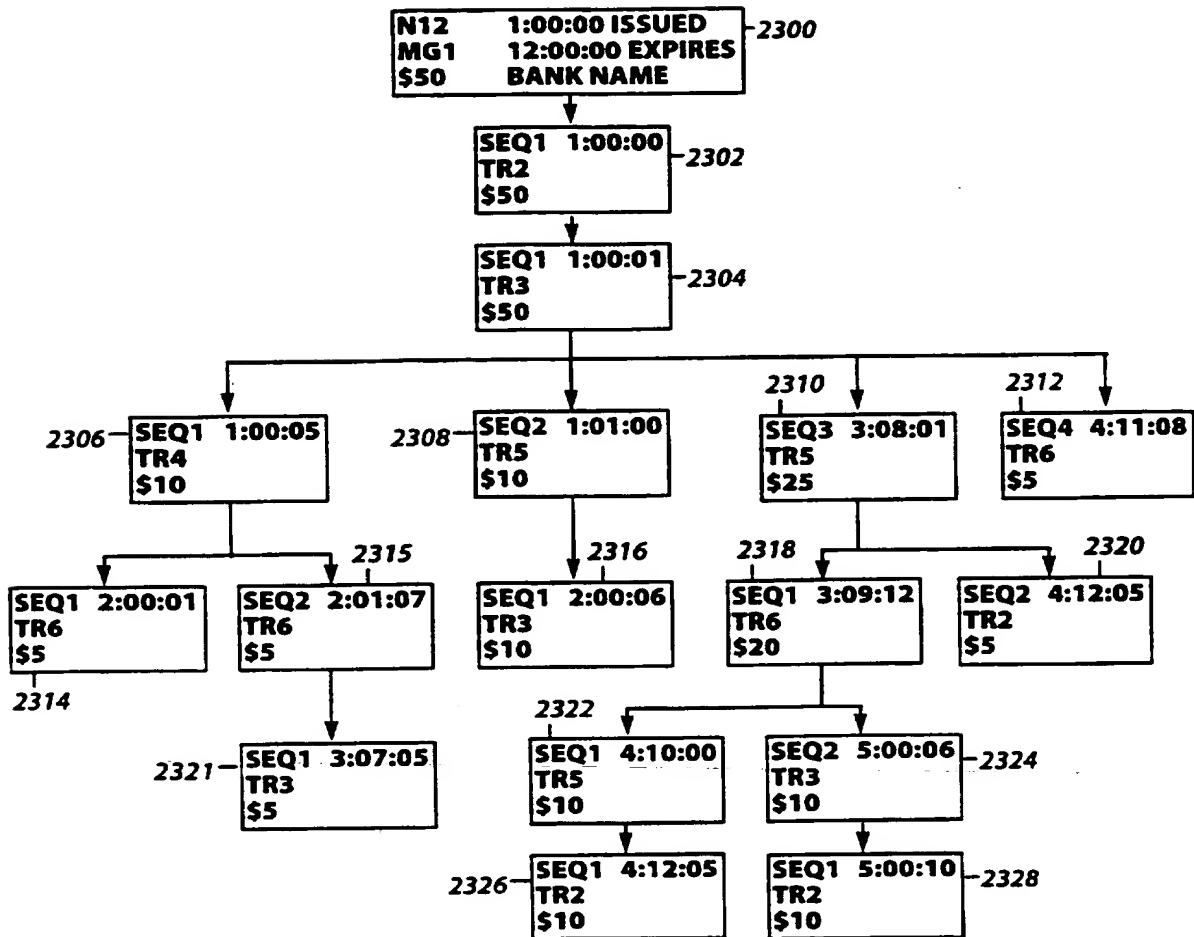 N12 1:00:00 ISSUED
MG1 12:00:00 EXPIRES
$50 BANK NAME
2300
SEQ1 1:00:00
TR2
$50
2302
SEQ1 1:00:01
TR3
$50
2304
2306
SEQ1 1:00:05
TR4
$10
2308
SEQ2 1:01:00
TR5
$10
2310
SEQ3 3:08:01
TR5
$25
2312
SEQ4 4:11:08
TR6
$5
SEQ1 2:00:01
TR6
$5
2314
2315
SEQ2 2:01:07
TR6
$5
2316
SEQ1 2:00:06
TR3
$10
2318
SEQ1 3:09:12
TR6
$20
2320
SEQ2 4:12:05
TR2
$5
2321
SEQ1 3:07:05
TR3
$5
2322
SEQ1 4:10:00
TR5
$10
SEQ2 5:00:06
TR3
$10
2324
2326
SEQ1 4:12:05
TR2
$10
SEQ1 5:00:10
TR2
$10
2328